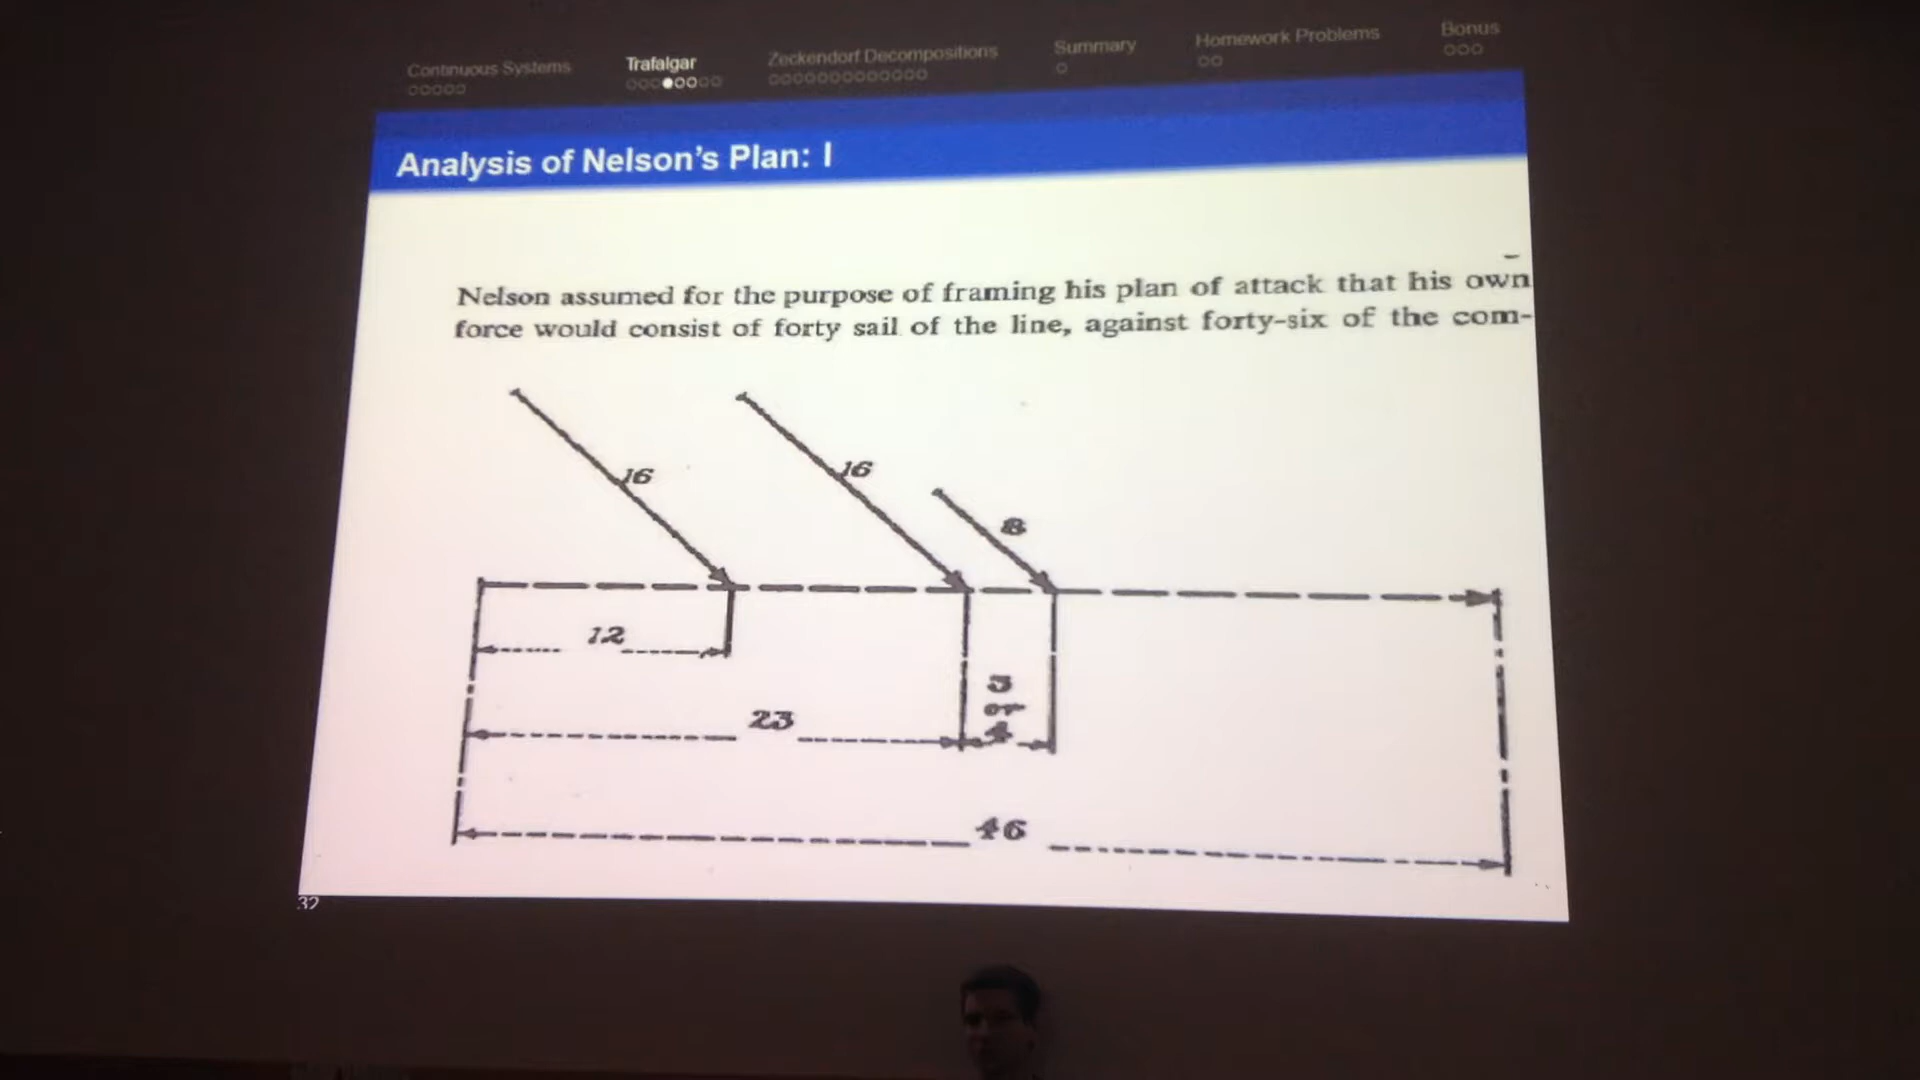 Continuous Systems Trafalgar Zeckendorf Decompositions Summary Homework Problems Bonus
Analysis of Nelson's Plan: I
Nelson assumed for the purpose of framing his plan of attack that his own
force would consist of forty sail of the line, against forty-six of the com-
16 16
8
12
3
or
4
23
46
32